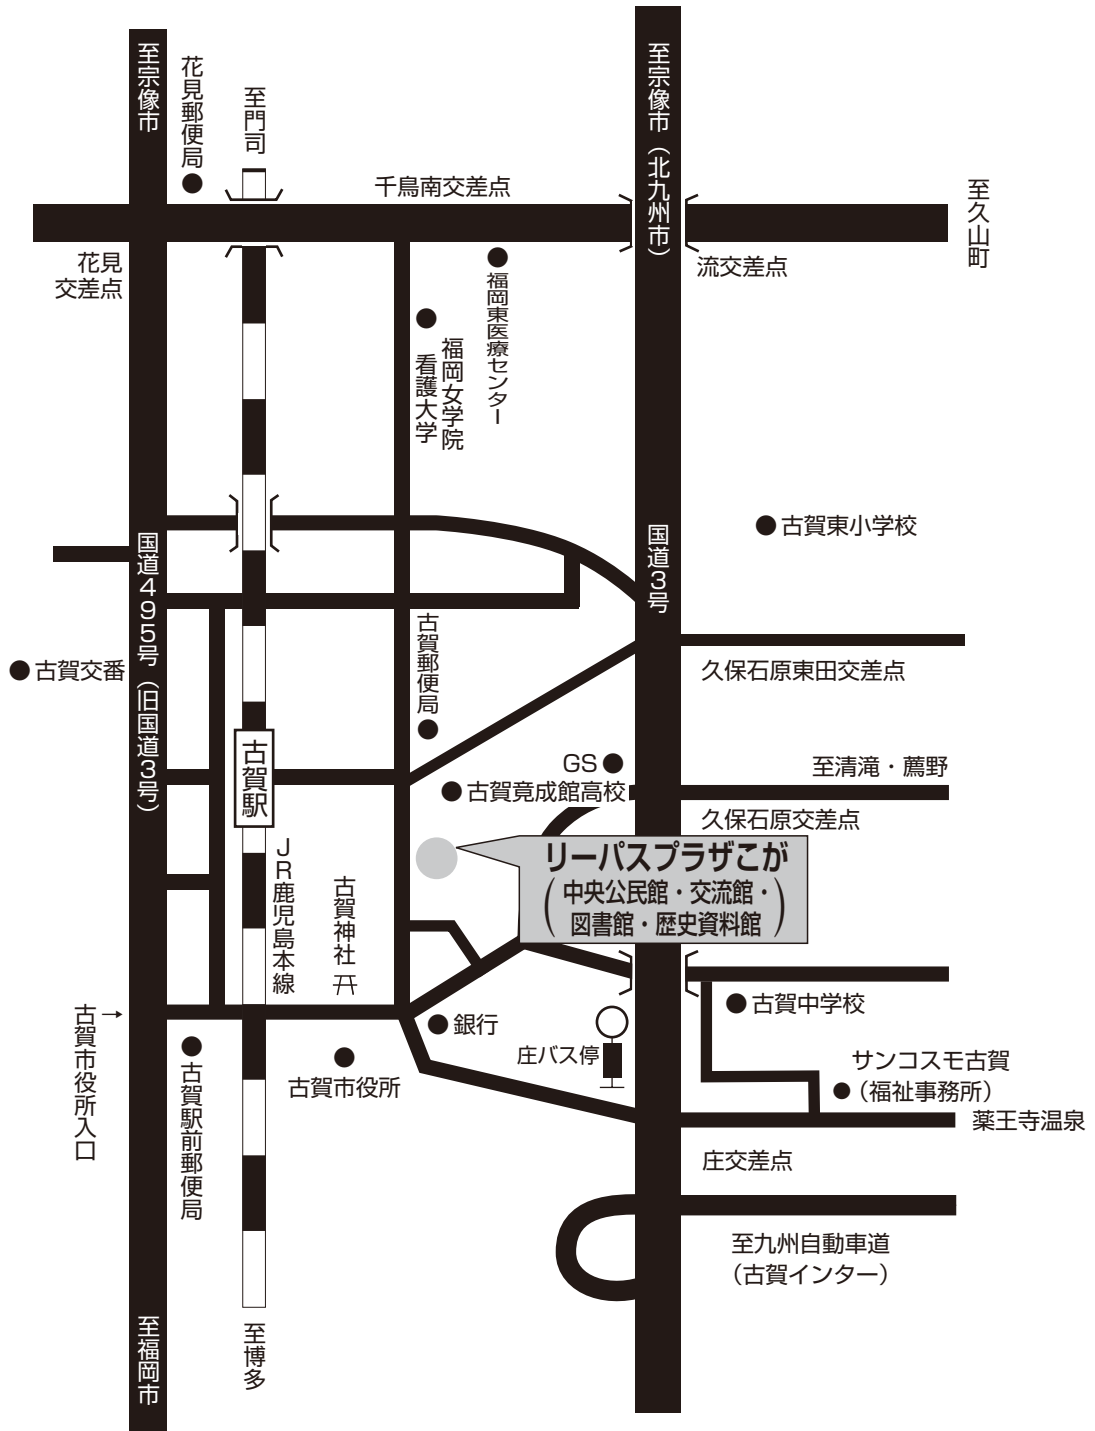 至宗像市
花見郵便局
至門司
千鳥南交差点
至宗像市（北九州市）
至久山町
花見
交差点
流交差点
福岡東医療センター
福岡女学院
看護大学
国道495号（旧国道3号）
国道3号
古賀東小学校
古賀交番
古賀郵便局
久保石原東田交差点
古賀駅
GS
至清滝・薦野
古賀竟成館高校
久保石原交差点
リーパスプラザこが
（中央公民館・交流館・
図書館・歴史資料館）
JR鹿児島本線
古賀神社
古賀市役所入口→
銀行
庄バス停
古賀中学校
古賀市役所
サンコスモ古賀
（福祉事務所）
古賀駅前郵便局
薬王寺温泉
庄交差点
至九州自動車道
（古賀インター）
至福岡市
至博多